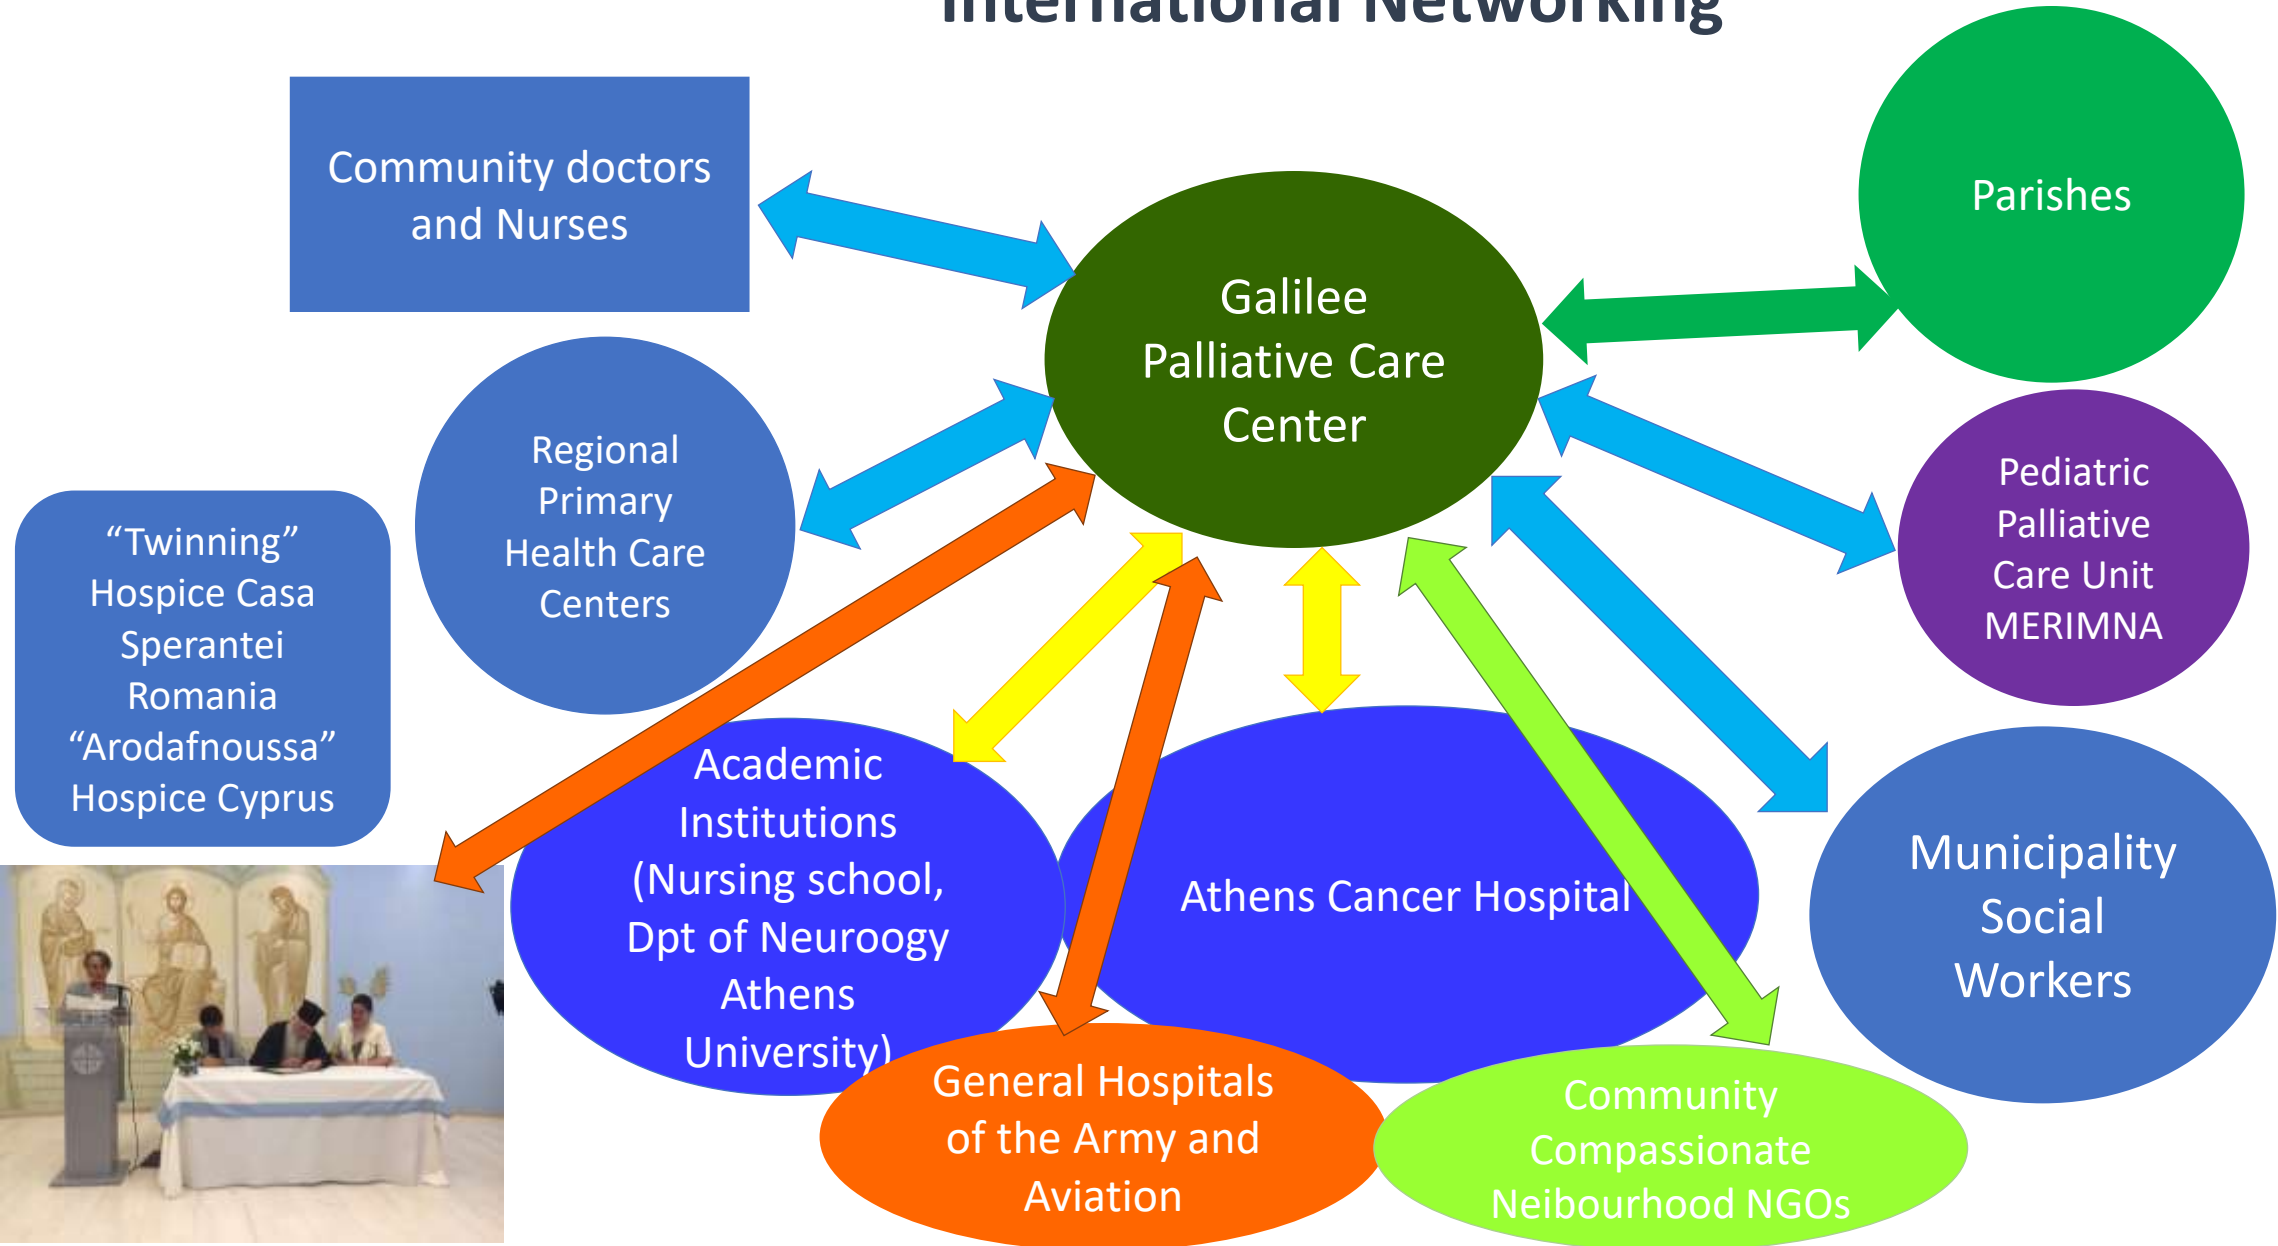 International Networking
Community doctors
and Nurses
Parishes
Galilee
Palliative Care
Center
Regional
Primary
Health Care
Centers
Pediatric
Palliative
Care Unit
MERIMNA
“Twinning”
Hospice Casa
Sperantei
Romania
“Arodafnoussa”
Hospice Cyprus
Academic
Institutions
(Nursing school,
Dpt of Neuroogy
Athens
University)
Athens Cancer Hospital
Municipality
Social
Workers
General Hospitals
of the Army and
Aviation
Community
Compassionate
Neibourhood NGOs